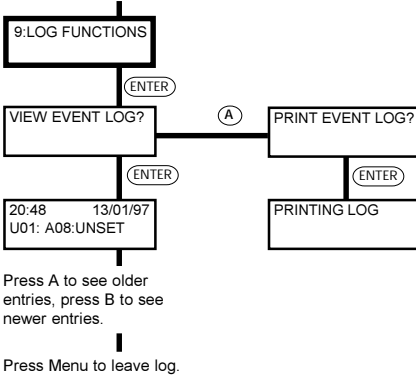 9:LOG FUNCTIONS
ENTER
VIEW EVENT LOG?
A
PRINT EVENT LOG?
ENTER
ENTER
20:48 13/01/97
U01: A08:UNSET
PRINTING LOG
Press A to see older
entries, press B to see
newer entries.
Press Menu to leave log.